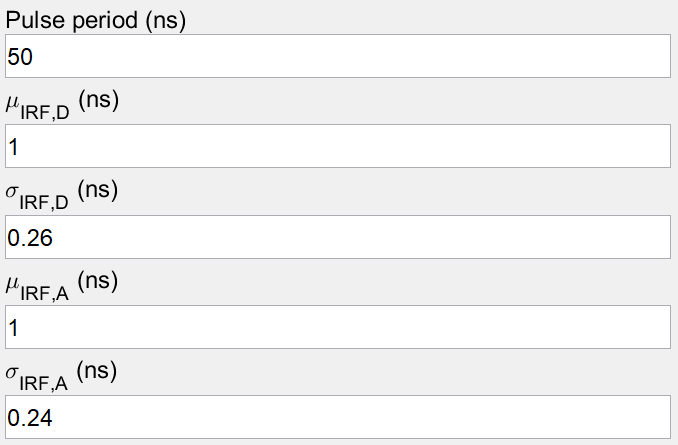 Pulse period (ns)
50
μIRF,D (ns)
1
σIRF,D (ns)
0.26
μIRF,A (ns)
1
σIRF,A (ns)
0.24